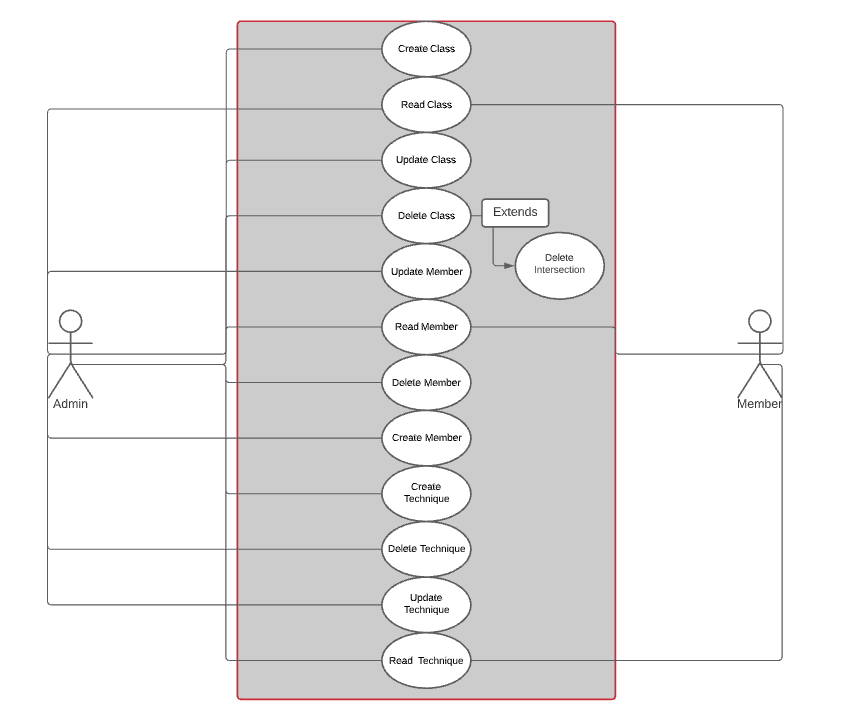 Create Class
Read Class
Update Class
Delete Class
Extends
Delete
Intersection
Update Member
Read Member
Admin
Member
Delete Member
Create Member
Create
Technique
Delete Technique
Update
Technique
Read Technique